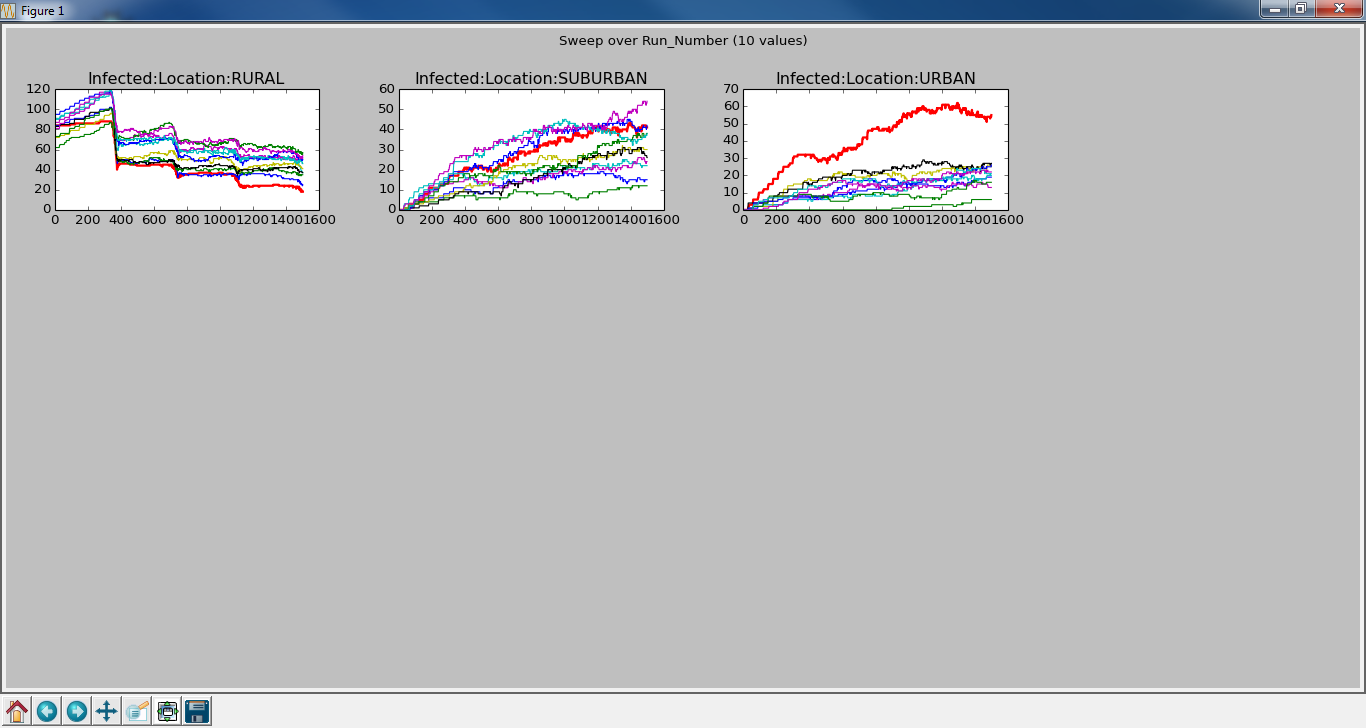 Figure 1
Sweep over Run_Number (10 values)
Infected:Location:RURAL
120
100
80
60
40
20
0
0 200 400 600 800 1000 1200 1400 1600
Infected:Location:SUBURBAN
60
50
40
30
20
10
0
0 200 400 600 800 1000 1200 1400 1600
Infected:Location:URBAN
70
60
50
40
30
20
10
0
0 200 400 600 800 1000 1200 1400 1600